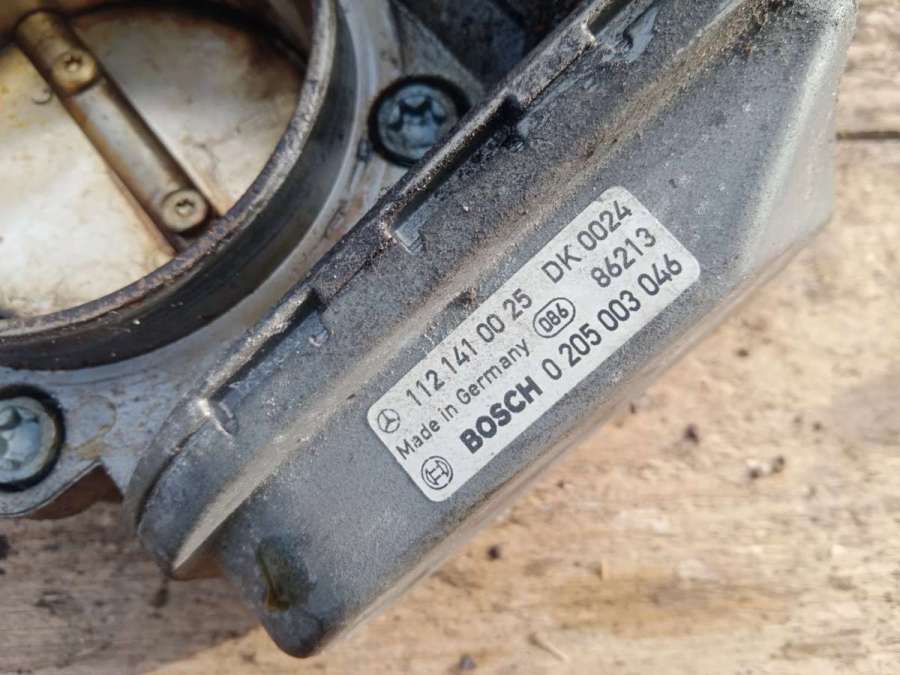 112 141 00 25 DK 0024
Made in Germany 086 86213
BOSCH 0 205 003 046